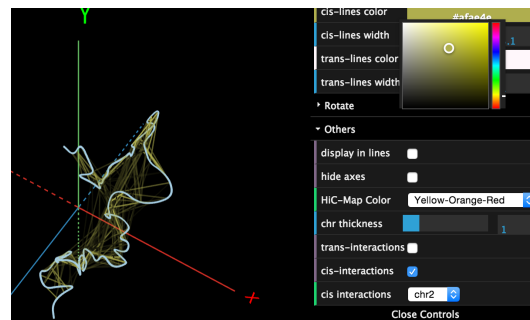 Y
X
cis-lines color
#afae4e
cis-lines width
.1
trans-lines color
trans-lines width
Rotate
Others
display in lines
hide axes
HiC-Map Color
Yellow-Orange-Red
chr thickness
1
trans-interactions
cis-interactions
cis interactions
chr2
Close Controls